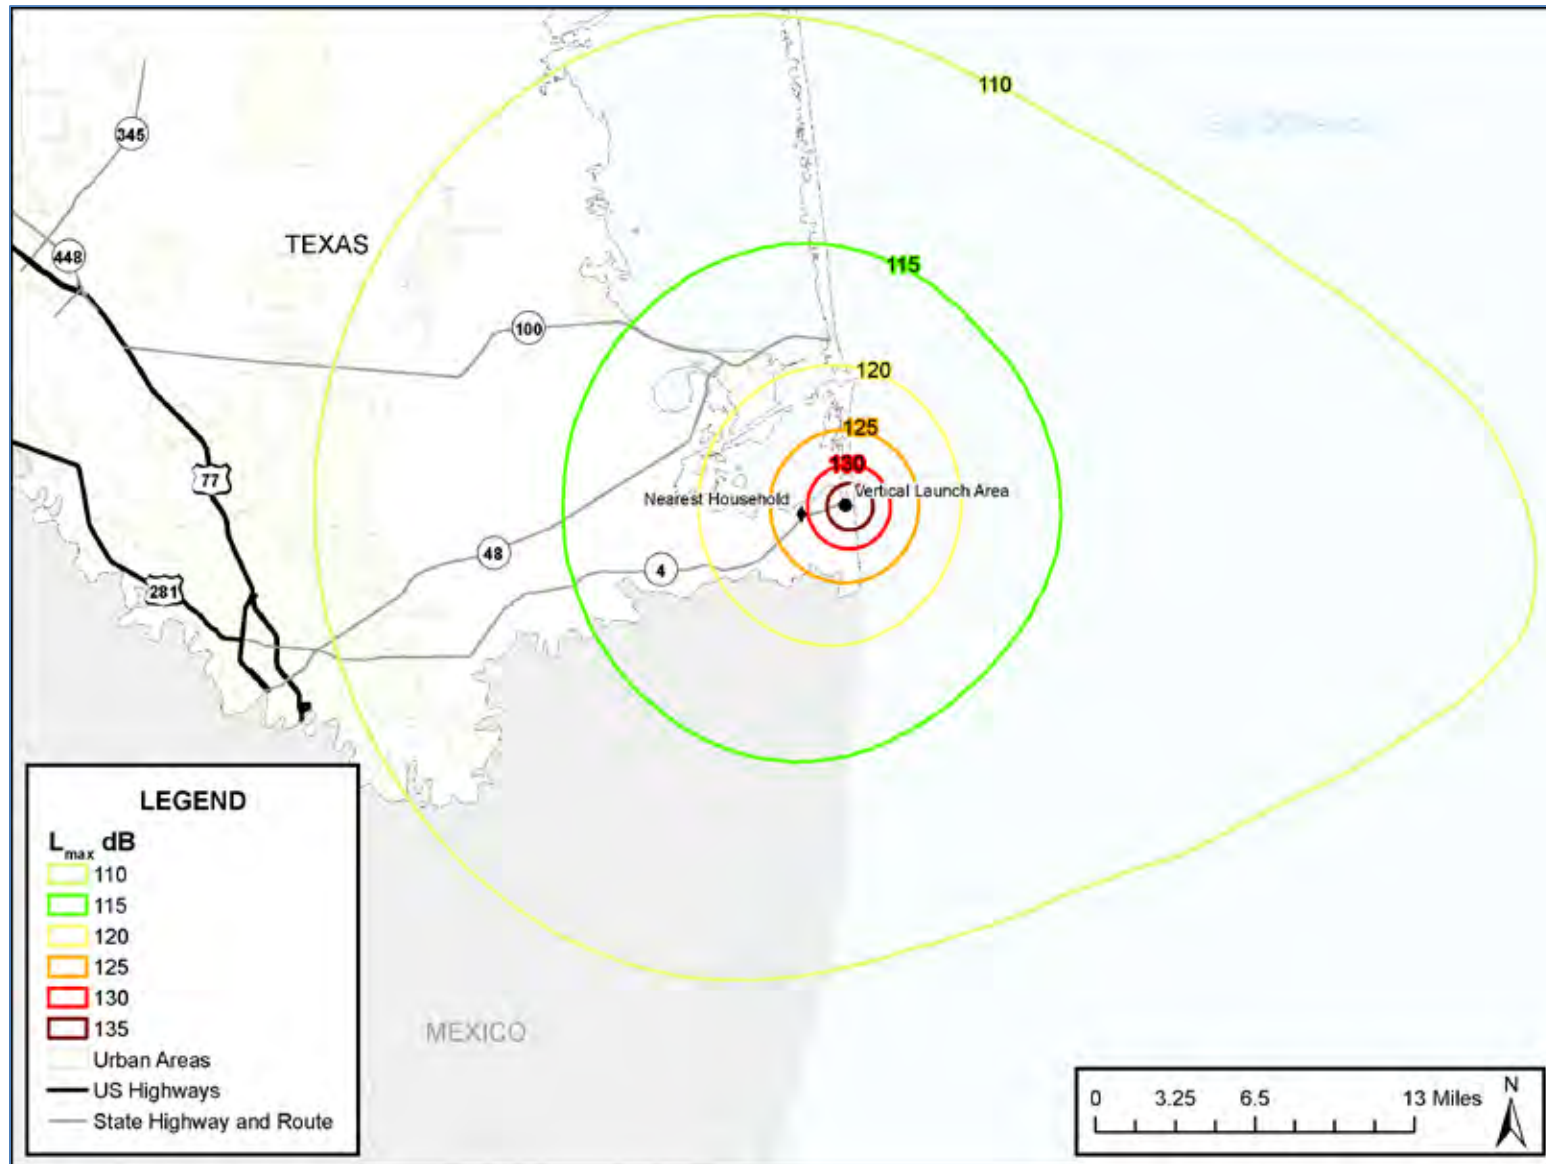 110
345
TEXAS
448
115
100
120
125
130
77
Nearest Household
Vertical Launch Area
48
4
281
LEGEND
Lmax dB
110
115
120
125
130
135
Urban Areas
US Highways
State Highway and Route
MEXICO
0 3.25 6.5 13 Miles
N